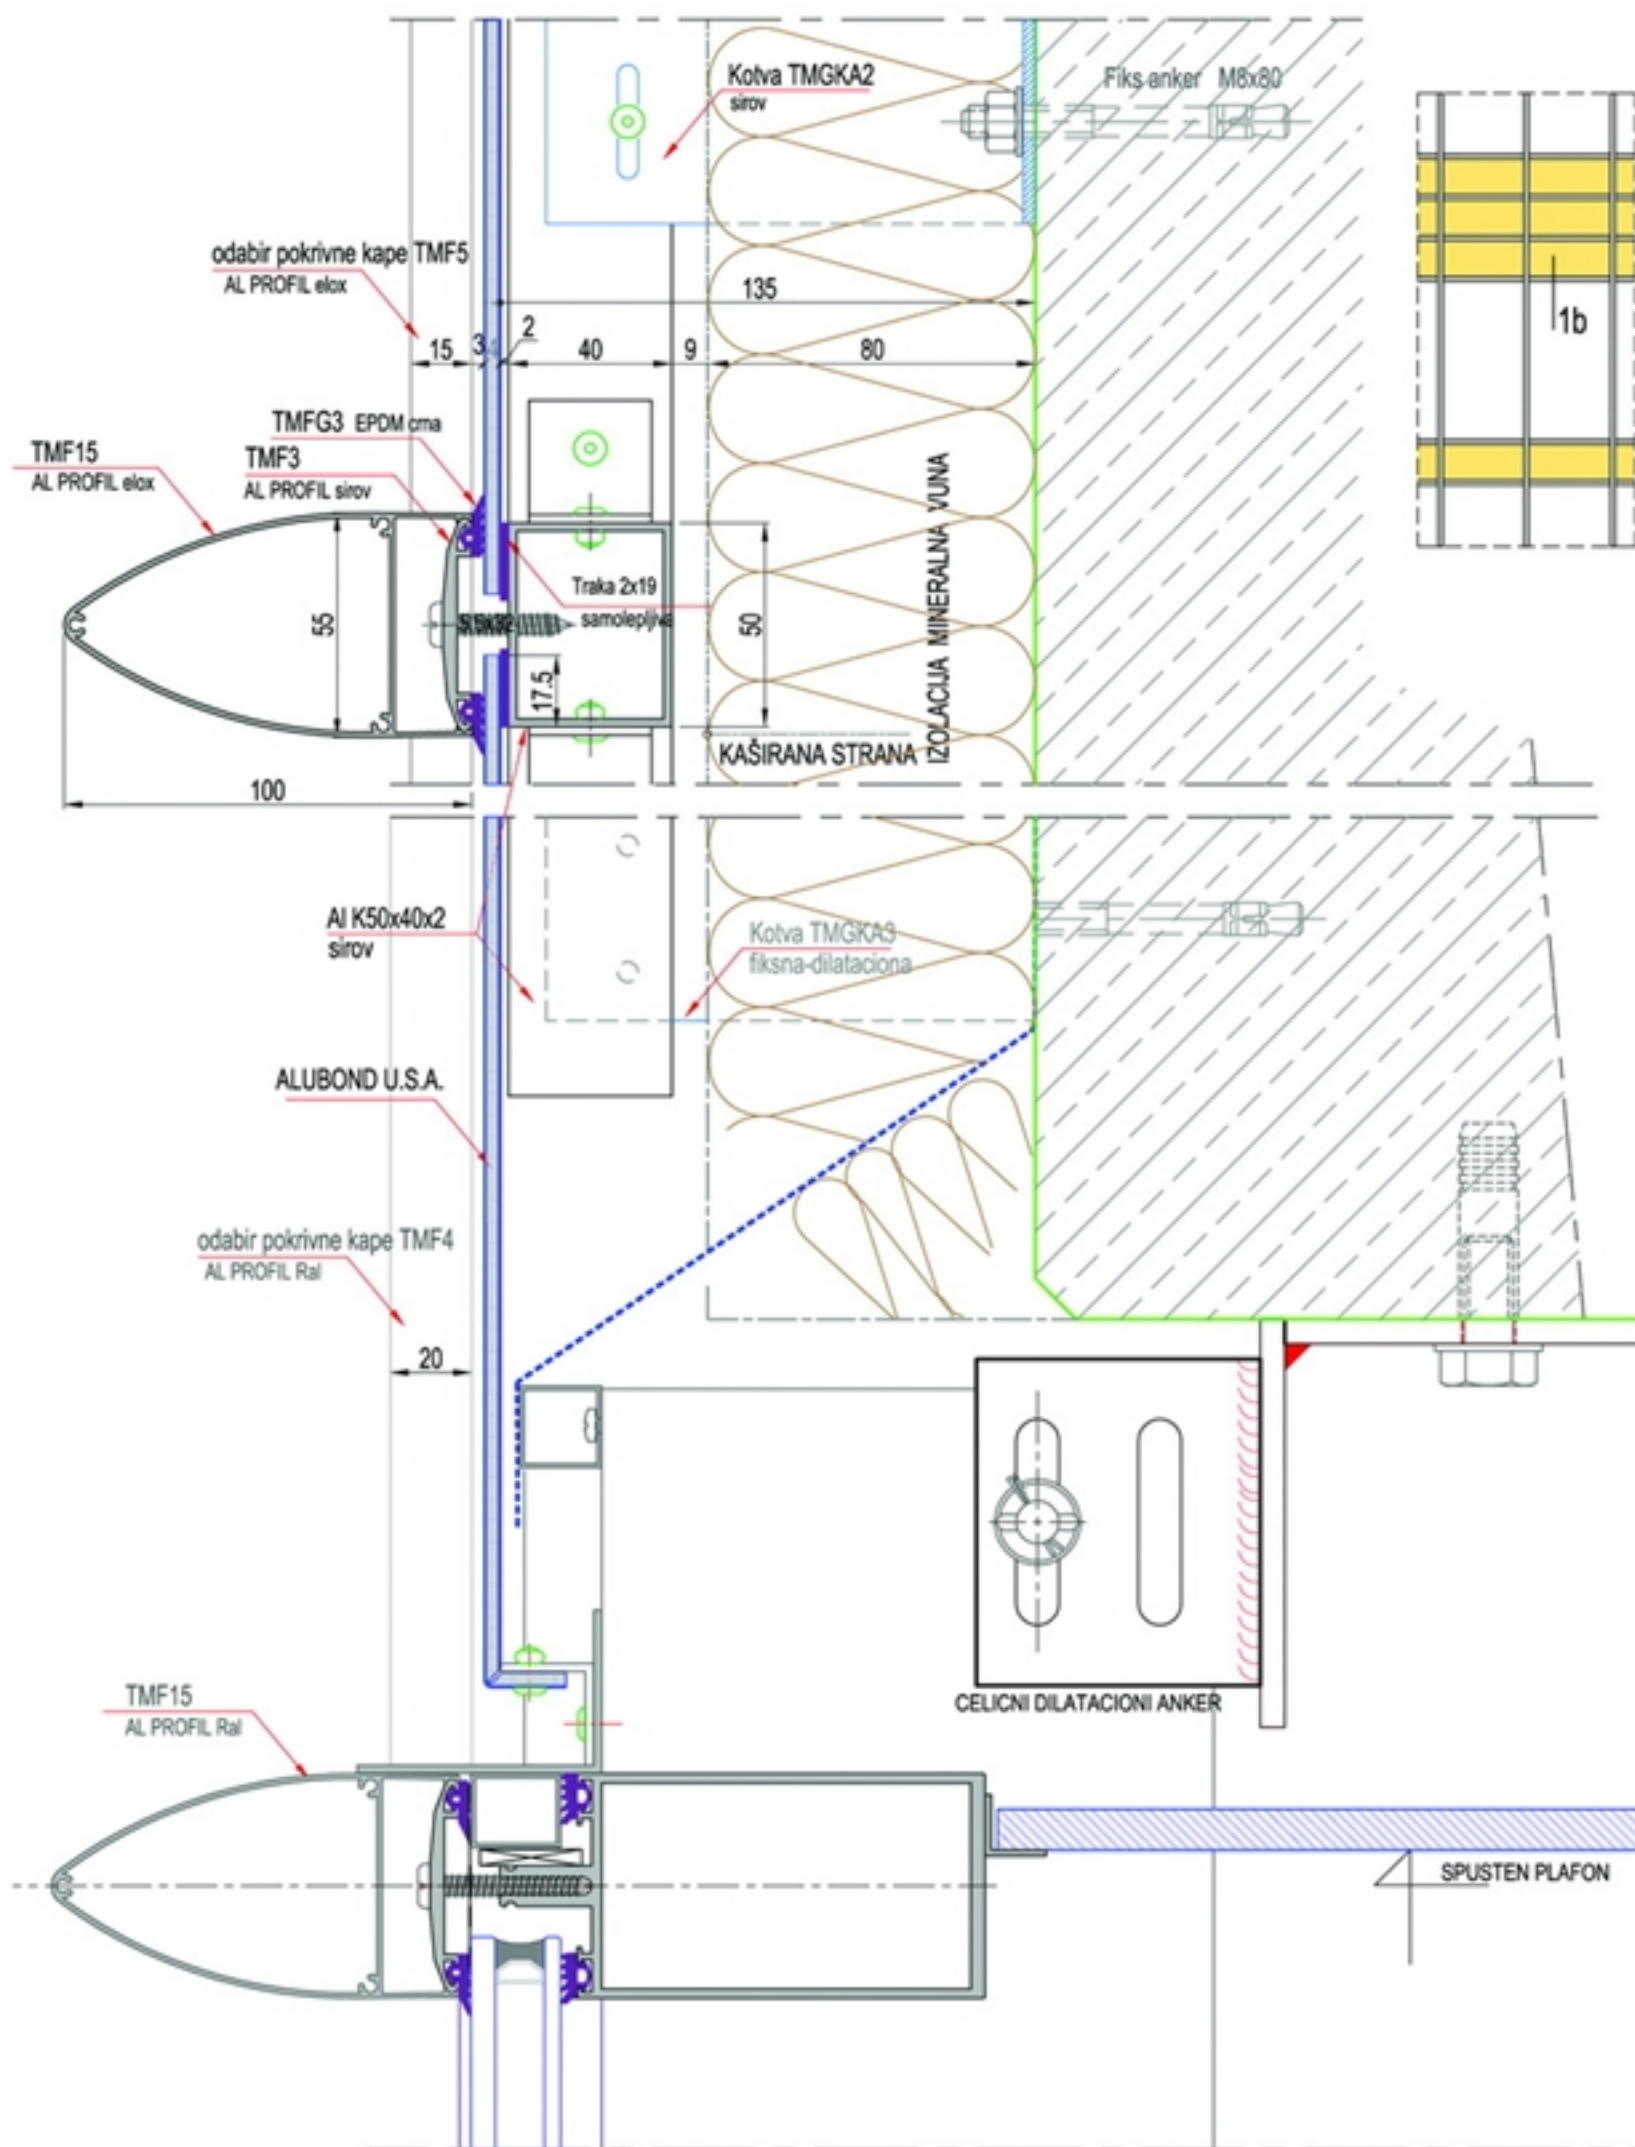 Kotva TMGKA2
sirov
Fiks anker M8x80
odabir pokrivne kape TMF5
AL PROFIL elox
135
15
3
2
40
9
80
1b
TMFG3 EPDM crna
TMF15
AL PROFIL elox
TMF3
AL PROFIL sirov
55
Traka 2x19
samolepljiva
50
17.5
IZOLACIJA MINERALNA VUNA
KAŠIRANA STRANA
100
Al K50x40x2
sirov
Kotva TMGKA3
fiksna-dilataciona
ALUBOND U.S.A.
odabir pokrivne kape TMF4
AL PROFIL Ral
20
CELICNI DILATACIONI ANKER
TMF15
AL PROFIL Ral
SPUSTEN PLAFON